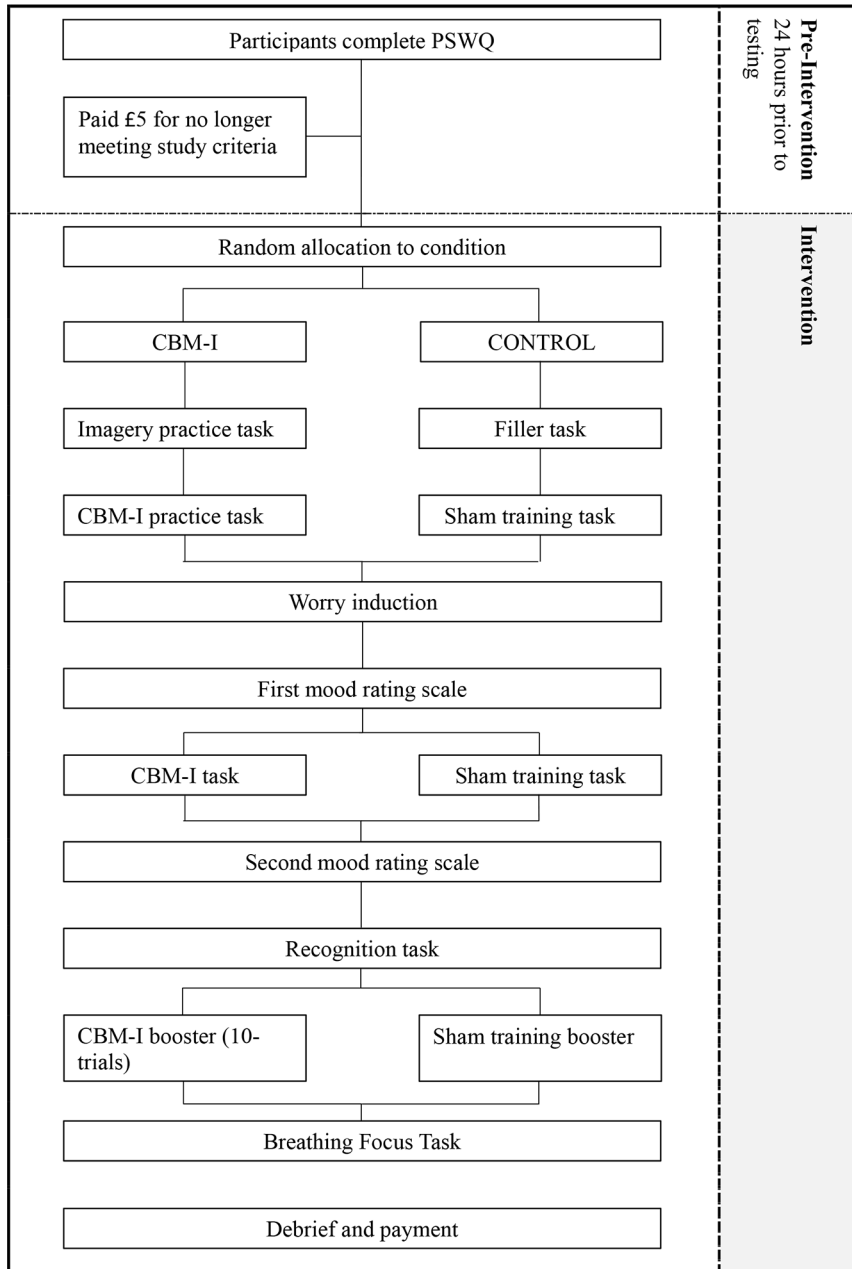 Participants complete PSWQ
Pre-Intervention
24 hours prior to
testing
Paid £5 for no longer
meeting study criteria
Random allocation to condition
Intervention
CBM-I
CONTROL
Imagery practice task
Filler task
CBM-I practice task
Sham training task
Worry induction
First mood rating scale
CBM-I task
Sham training task
Second mood rating scale
Recognition task
CBM-I booster (10-
trials)
Sham training booster
Breathing Focus Task
Debrief and payment